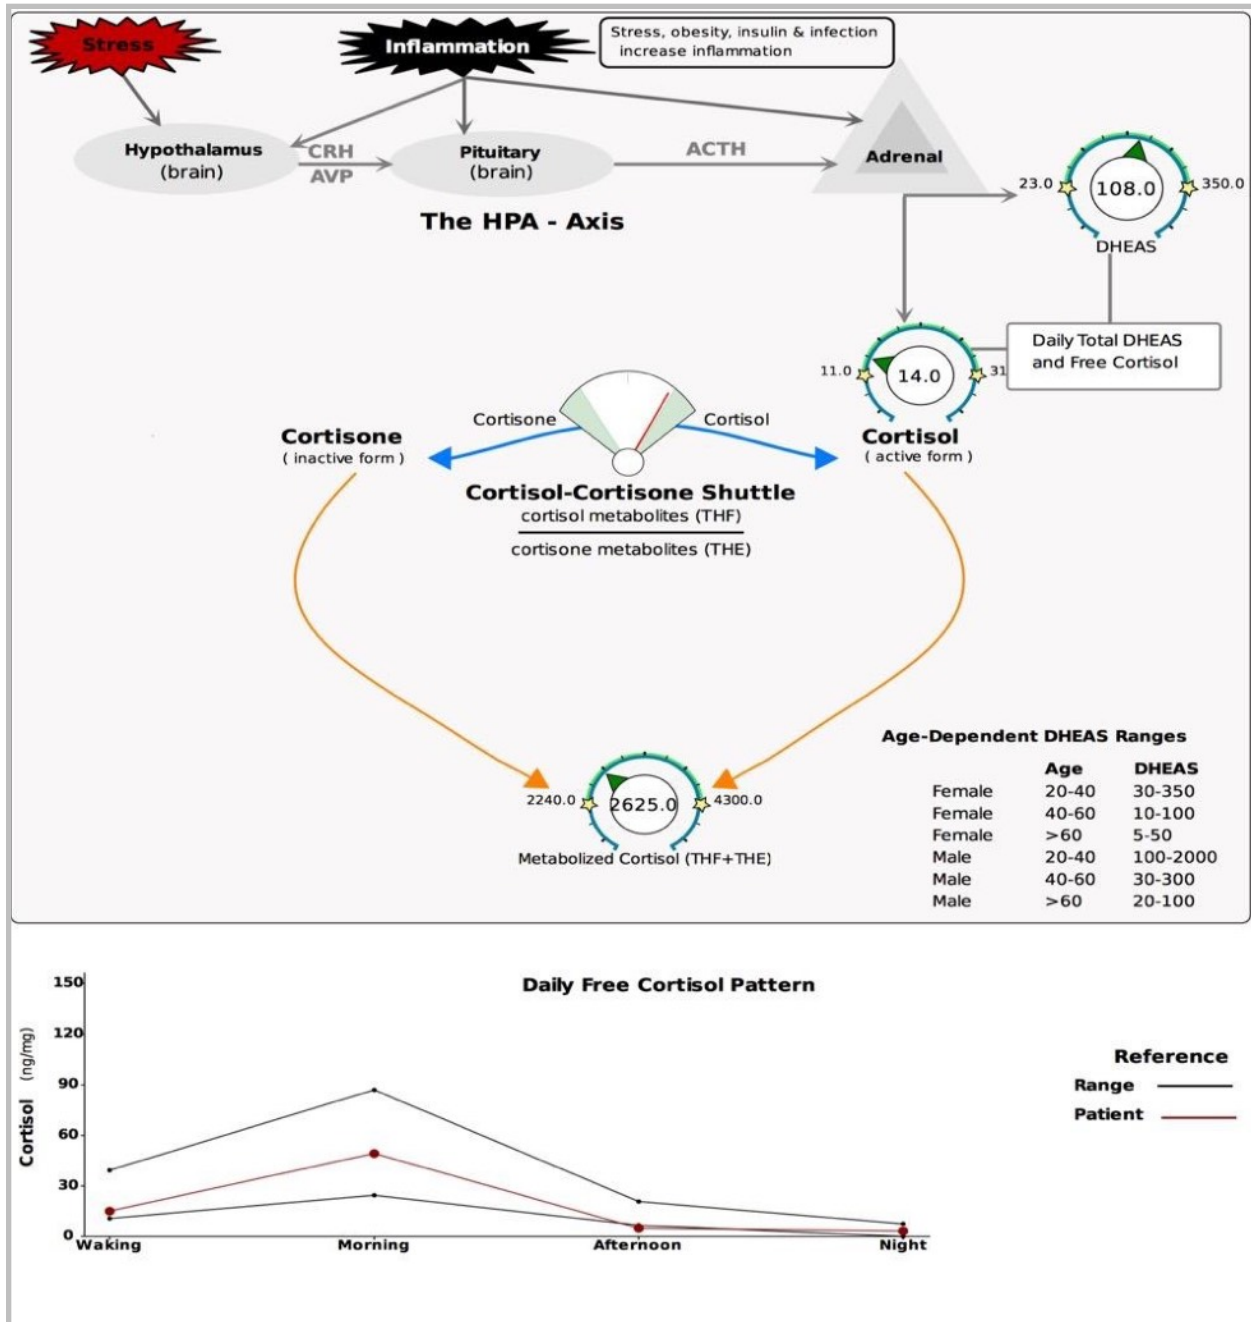 Stress
Inflammation
Stress, obesity, insulin & infection
increase inflammation
Hypothalamus
(brain)
CRH
AVP
Pituitary
(brain)
ACTH
Adrenal
The HPA - Axis
23.0
108.0
350.0
DHEAS
Daily Total DHEAS
and Free Cortisol
11.0
14.0
31
Cortisone
Cortisol
Cortisone
( inactive form )
Cortisol
( active form )
Cortisol-Cortisone Shuttle
cortisol metabolites (THF)
cortisone metabolites (THE)
2240.0
2625.0
4300.0
Metabolized Cortisol (THF+THE)
Age-Dependent DHEAS Ranges
Age DHEAS
Female 20-40 30-350
Female 40-60 10-100
Female >60 5-50
Male 20-40 100-2000
Male 40-60 30-300
Male >60 20-100
Daily Free Cortisol Pattern
Cortisol (ng/mg)
150
120
90
60
30
0
Waking Morning Afternoon Night
Reference
Range
Patient